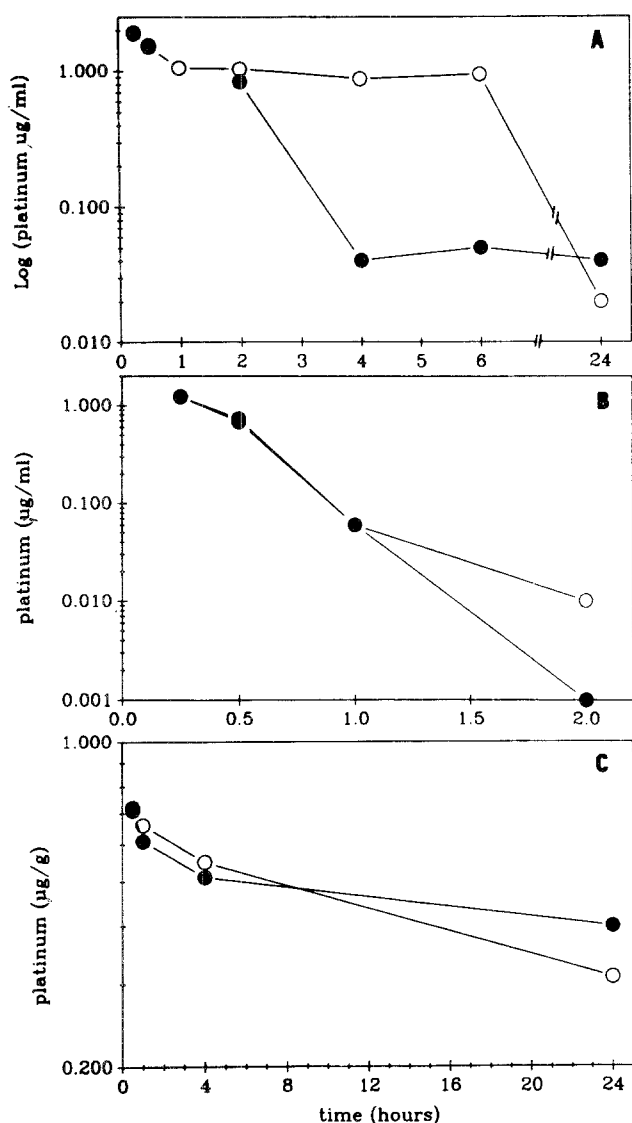 A
1.000
0.100
0.010
Log (platinum µg/ml)
0 1 2 3 4 5 6 24
B
1.000
0.100
0.010
0.001
platinum (µg/ml)
0.0 0.5 1.0 1.5 2.0
C
1.000
0.200
platinum (µg/g)
0 4 8 12 16 20 24
time (hours)